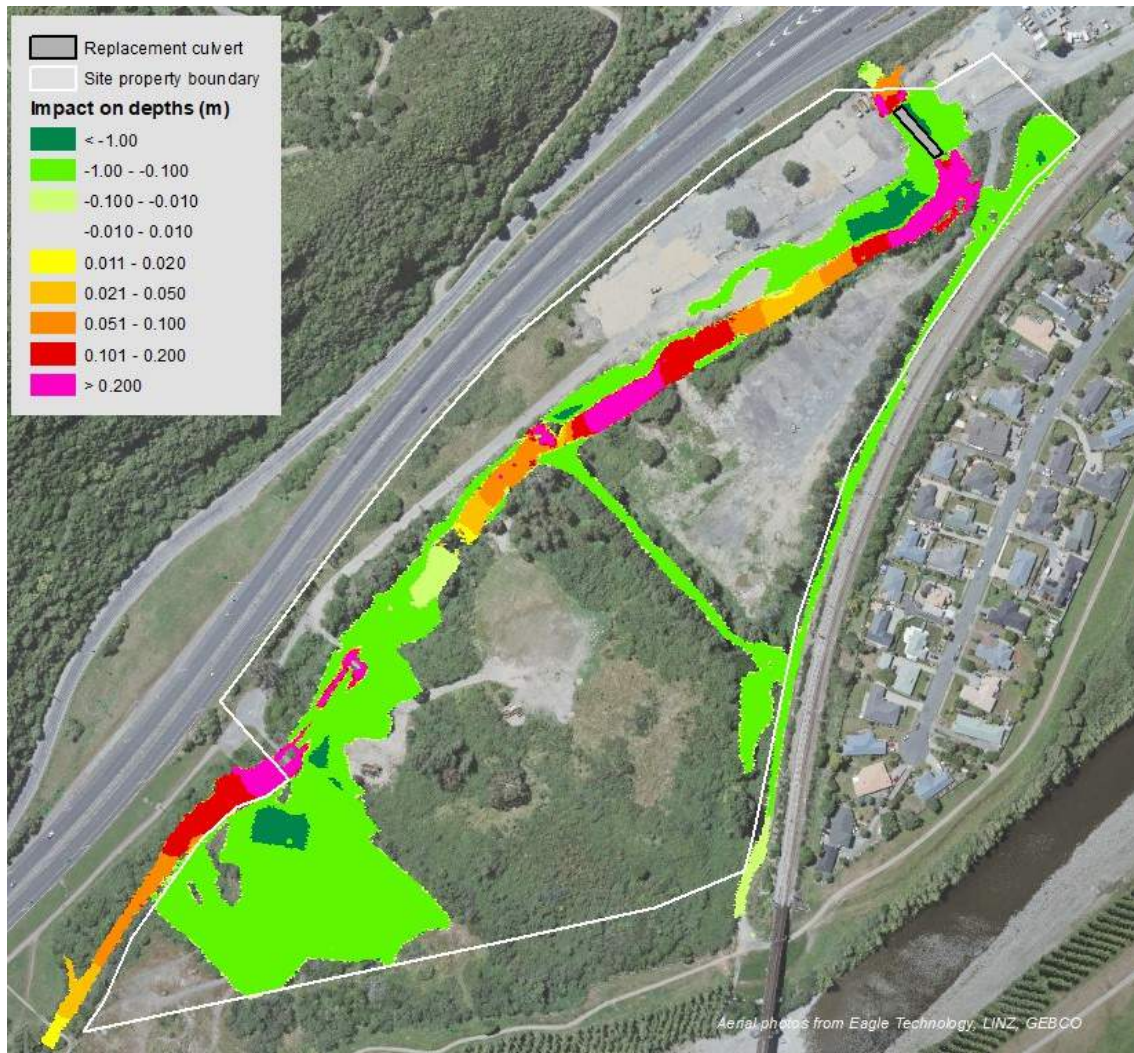 Replacement culvert
Site property boundary
Impact on depths (m)
< -1.00
-1.00 - -0.100
-0.100 - -0.010
-0.010 - 0.010
0.011 - 0.020
0.021 - 0.050
0.051 - 0.100
0.101 - 0.200
> 0.200
Aerial photos from Eagle Technology, LINZ, GEBCO